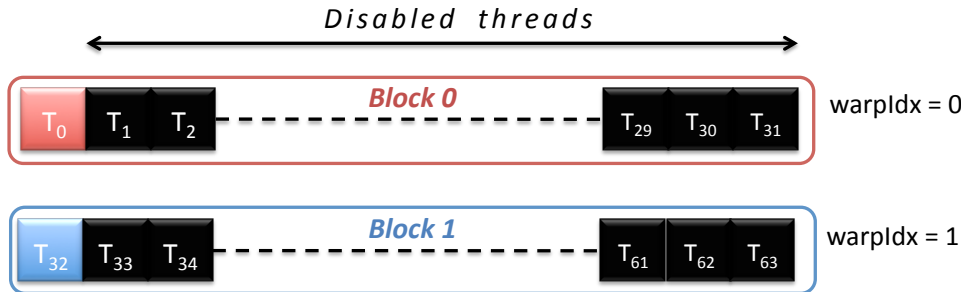 Disabled threads
Block 0
T0 T1 T2 T29 T30 T31
warpIdx = 0
Block 1
T32 T33 T34 T61 T62 T63
warpIdx = 1